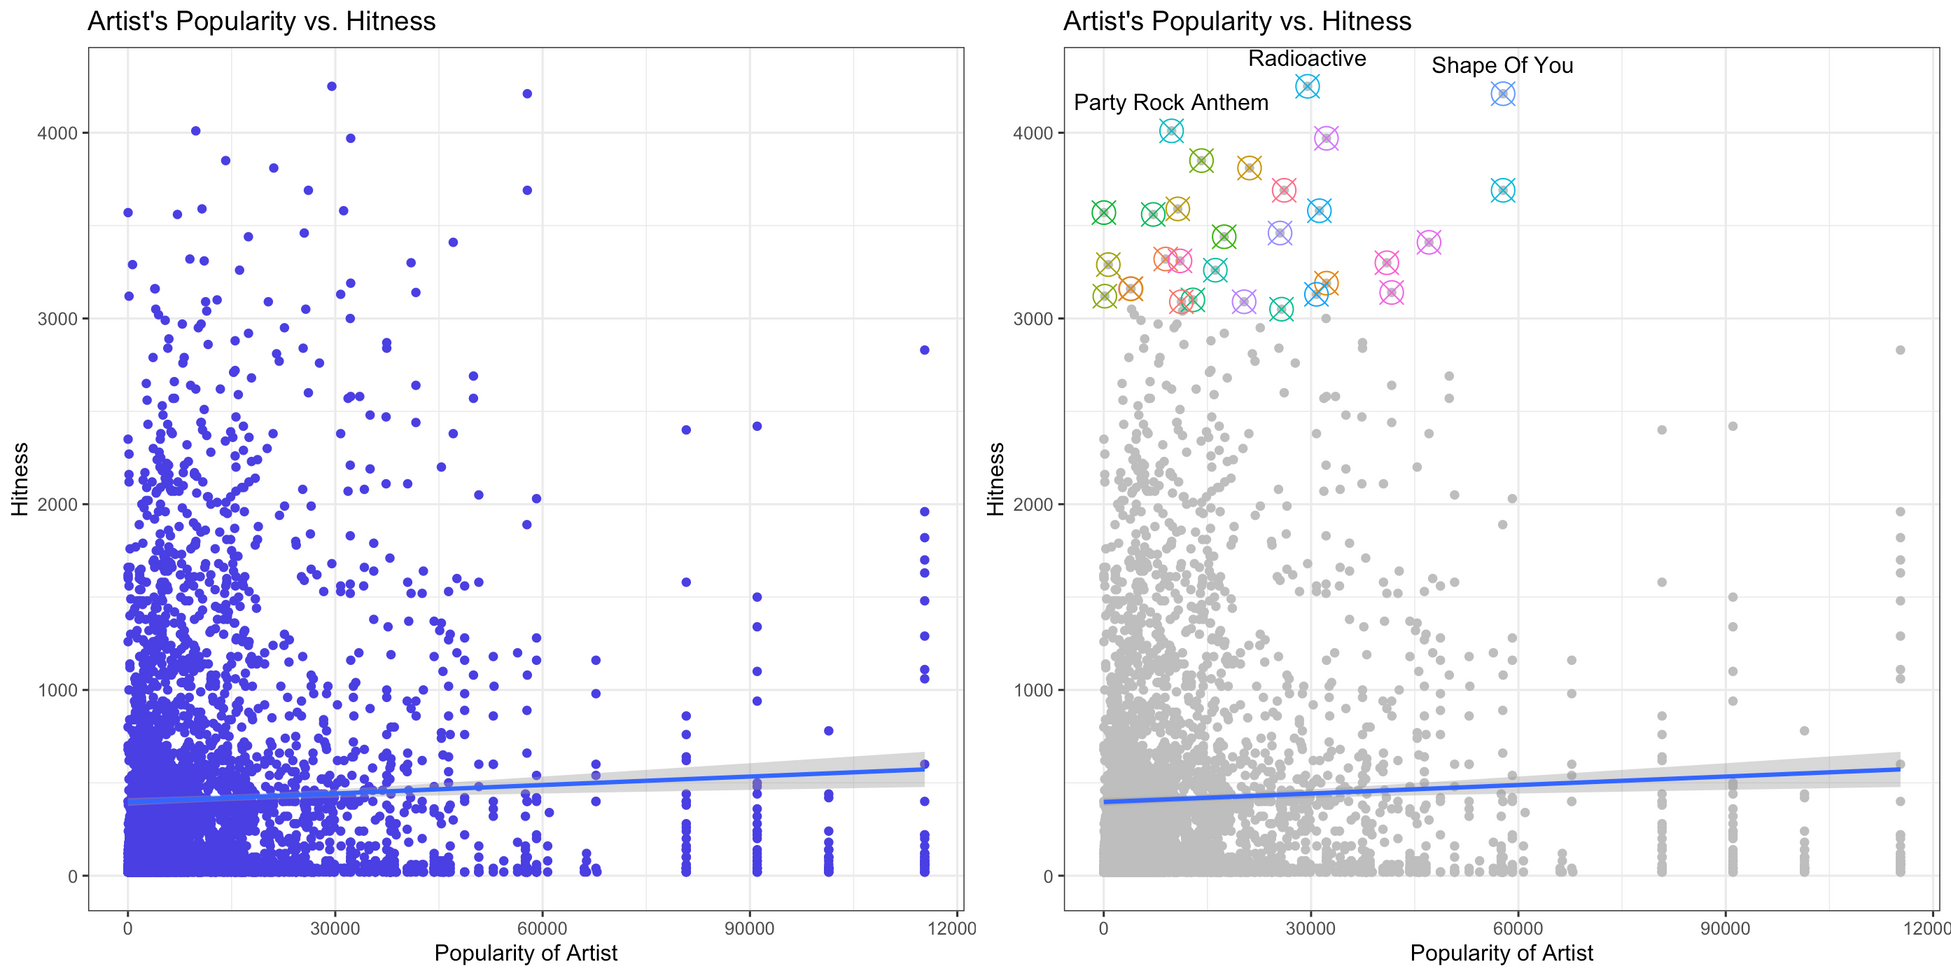 Artist's Popularity vs. Hitness
Hitness
4000
3000
2000
1000
0
0
30000
60000
90000
12000
Popularity of Artist
Artist's Popularity vs. Hitness
Radioactive
Shape Of You
Party Rock Anthem
Hitness
4000
3000
2000
1000
0
0
30000
60000
90000
12000
Popularity of Artist